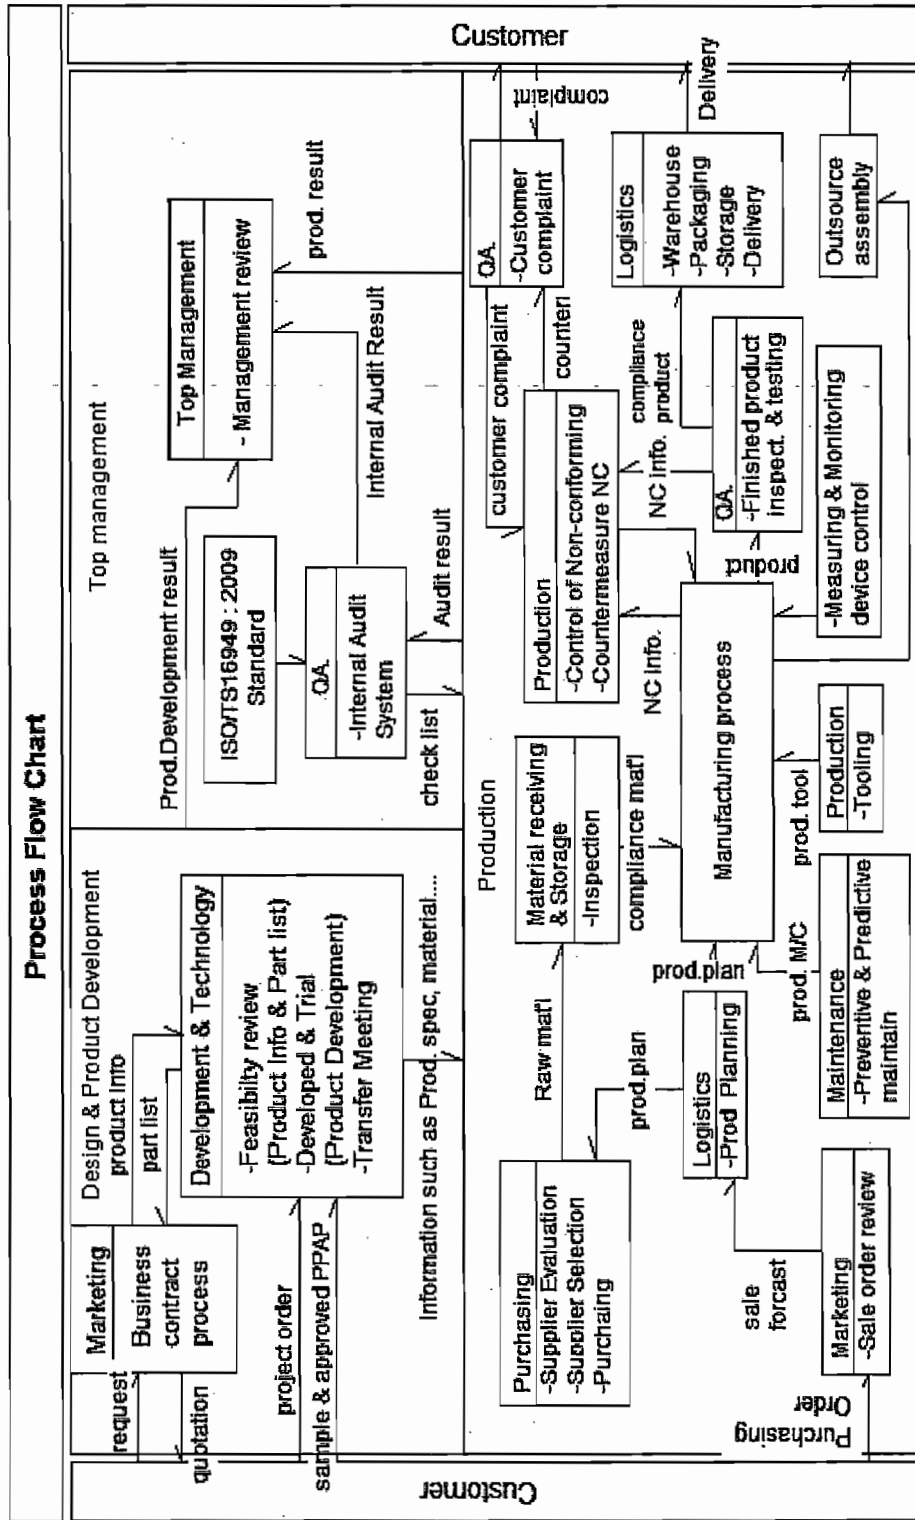 Process Flow Chart
Customer
Design & Product Development
product Info
part list
Marketing
Business
contract
process
request
quotation
project order
sample & approved PPAP
Development & Technology
-Feasibilty review
(Product Info & Part list)
-Developed & Trial
(Product Development)
-Transfer Meeting
Information such as Prod. spec, material....
Top management
Prod.Development result
ISO/TS16949 : 2009
Standard
QA.
-Internal Audit
System
check list
Audit result
Internal Audit Result
Top Management
- Management review
prod. result
Customer
Production
Purchasing
-Supplier Evaluation
-Supplier Selection
-Purchaing
Raw mat'l
Material receiving
& Storage
-Inspection
compliance mat'l
prod.plan
Logistics
-Prod Planning
prod.plan
sale
forcast
Marketing
-Sale order review
Purchasing
Order
Maintenance
-Preventive & Predictive
maintain
prod. M/C
Production
-Tooling
prod. tool
Manufacturing process
NC Info.
Production
-Control of Non-conforming
-Countermeasure NC
customer complaint
counten
QA.
-Customer
complaint
complaint
NC info.
compliance
product
product
QA.
-Finished product
inspect. & testing
-Measuring & Monitoring
device control
Logistics
-Warehouse
-Packaging
-Storage
-Delivery
Delivery
Outsource
assembly